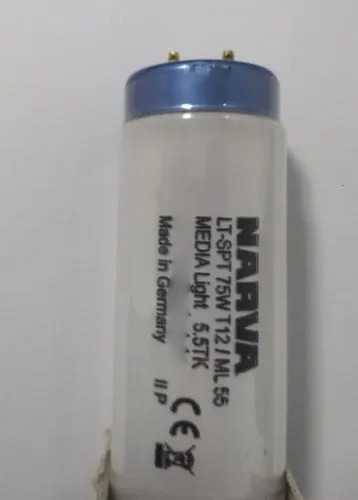 NARVA
LT-SPT 75W T12 / ML 55
MEDIA Light 5,5TK
Made in Germany II P CE